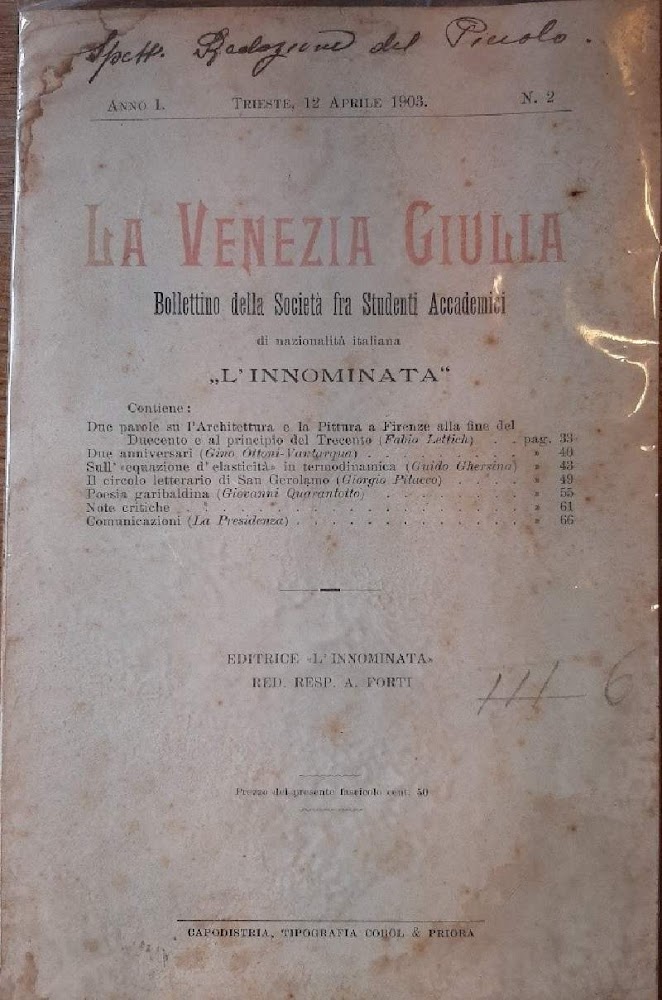 Spett. Redazione del Piccolo.
ANNO I. TRIESTE, 12 APRILE 1903. N. 2
LA VENEZIA GIULIA
Bollettino della Società fra Studenti Accademici
di nazionalità italiana
„L'INNOMINATA“
Contiene:
Due parole su l'Architettura e la Pittura a Firenze alla fine del
Duecento e al principio del Trecento (Fabio Lettich) . . pag. 33
Due anniversari (Gino Ottoni-Vantarqua) . . . . . . . . » 40
Sull'«equazione d'elasticità» in termodinamica (Guido Ghersina) » 43
Il circolo letterario di San Gerolamo (Giorgio Pitacco) . . . . » 49
Poesia garibaldina (Giovanni Quarantotto) . . . . . . . . » 55
Note critiche . . . . . . . . . . . . . . . . » 61
Comunicazioni (La Presidenza) . . . . . . . . . . . » 66
EDITRICE «L'INNOMINATA»
RED. RESP. A. FORTI
III 6
Prezzo del presente fascicolo cent. 50
CAPODISTRIA, TIPOGRAFIA COBOL & PRIORA